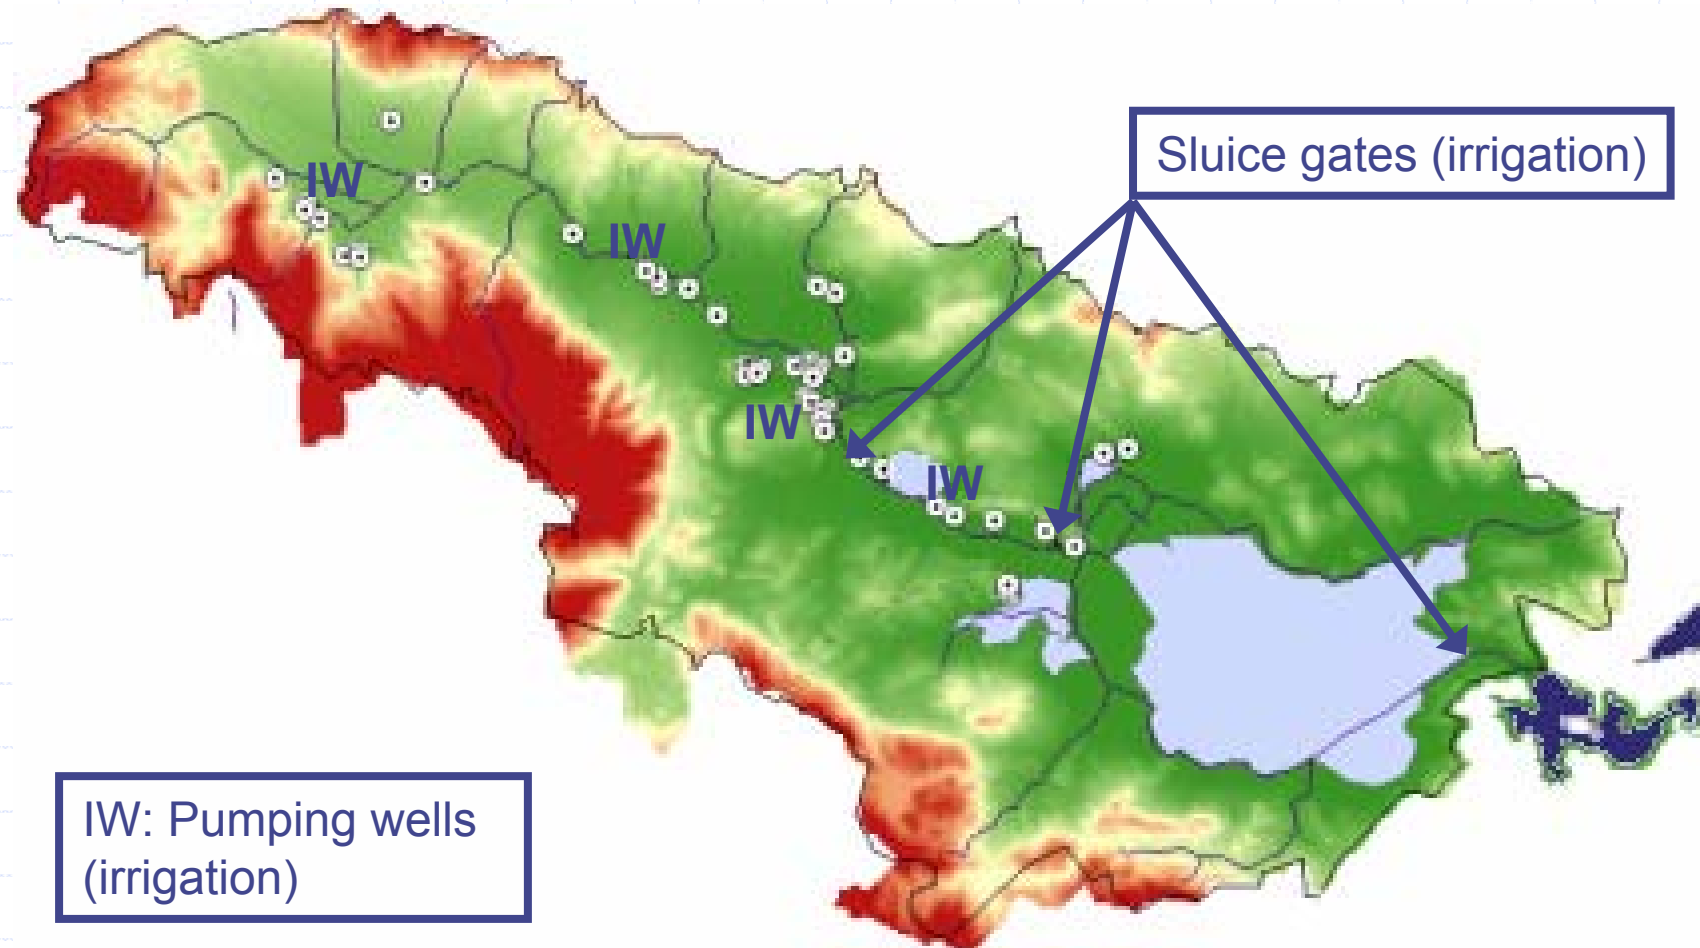 Sluice gates (irrigation)
IW
IW
IW
IW
IW: Pumping wells
(irrigation)